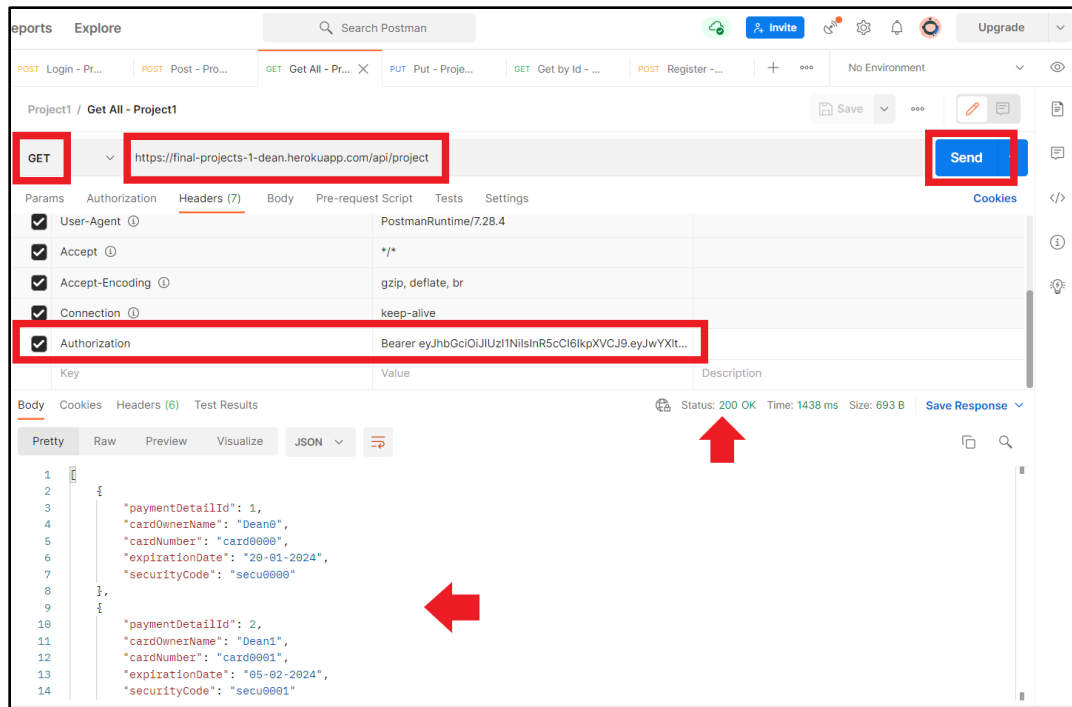 eports Explore Search Postman Invite Upgrade
POST Login - Pr... POST Post - Pro... GET Get All - Pr... PUT Put - Proje... GET Get by Id - ... POST Register -... No Environment
Project1 / Get All - Project1 Save
GET https://final-projects-1-dean.herokuapp.com/api/project Send
Params Authorization Headers (7) Body Pre-request Script Tests Settings Cookies
User-Agent PostmanRuntime/7.28.4
Accept */*
Accept-Encoding gzip, deflate, br
Connection keep-alive
Authorization Bearer eyJhbGciOiJIUzI1NiIsInR5cCI6IkpXVCJ9.eyJwYXlt...
Key Value Description
Body Cookies Headers (6) Test Results Status: 200 OK Time: 1438 ms Size: 693 B Save Response
Pretty Raw Preview Visualize JSON
1 [
2 {
3 "paymentDetailId": 1,
4 "cardOwnerName": "Dean0",
5 "cardNumber": "card0000",
6 "expirationDate": "20-01-2024",
7 "securityCode": "secu0000"
8 },
9 {
10 "paymentDetailId": 2,
11 "cardOwnerName": "Dean1",
12 "cardNumber": "card0001",
13 "expirationDate": "05-02-2024",
14 "securityCode": "secu0001"